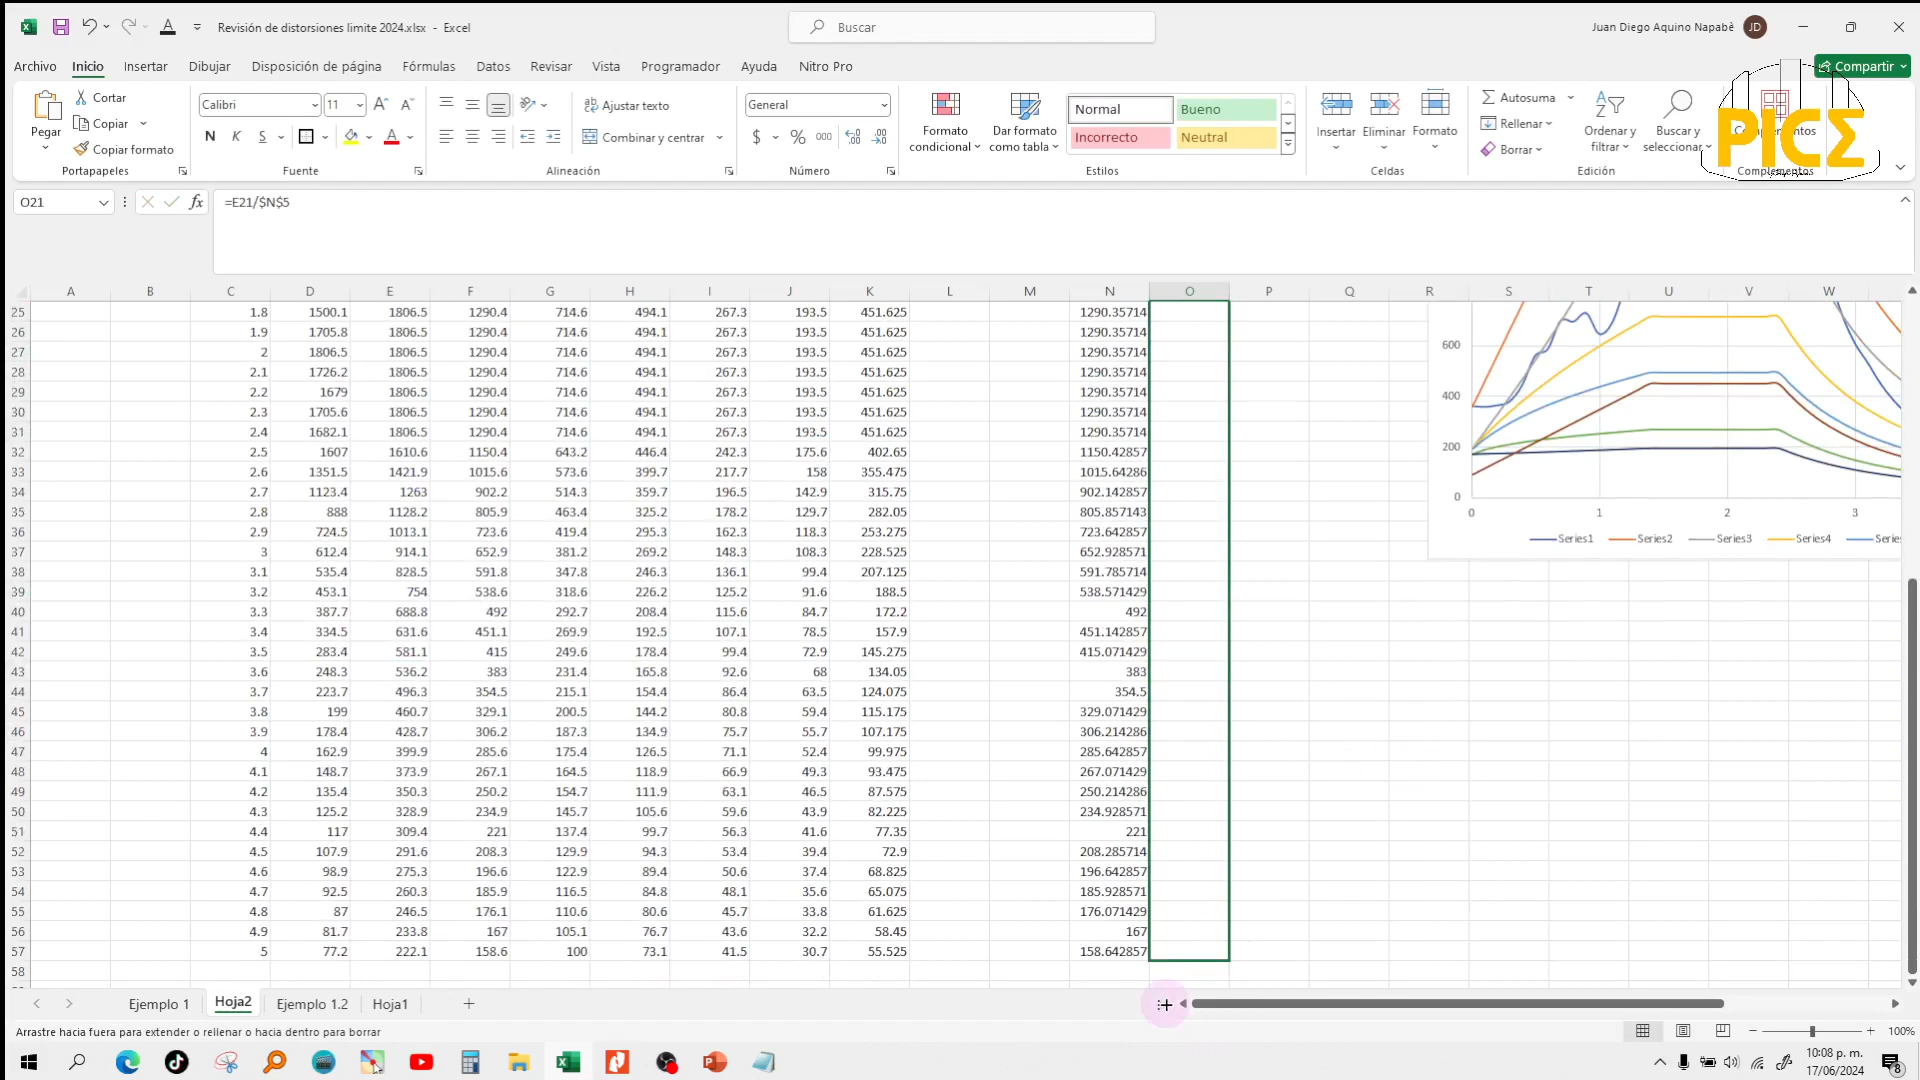 Revisión de distorsiones limite 2024.xlsx - Excel
Buscar
Juan Diego Aquino Napabè
JD
Archivo Inicio Insertar Dibujar Disposición de página Fórmulas Datos Revisar Vista Programador Ayuda Nitro Pro
Compartir
Pegar
Cortar
Copiar
Copiar formato
Portapapeles
Calibri 11
N K S
Fuente
Ajustar texto
Combinar y centrar
Alineación
General
$ % 000
Número
Formato condicional
Dar formato como tabla
Normal Bueno
Incorrecto Neutral
Estilos
Insertar Eliminar Formato
Celdas
Autosuma
Rellenar
Borrar
Ordenar y filtrar
Buscar y seleccionar
Edición
Complementos
PICΣ
Complementos
O21
fx
=E21/$N$5
A B C D E F G H I J K L M N O P Q R S T U V W
25 1.8 1500.1 1806.5 1290.4 714.6 494.1 267.3 193.5 451.625 1290.35714
26 1.9 1705.8 1806.5 1290.4 714.6 494.1 267.3 193.5 451.625 1290.35714
27 2 1806.5 1806.5 1290.4 714.6 494.1 267.3 193.5 451.625 1290.35714
28 2.1 1726.2 1806.5 1290.4 714.6 494.1 267.3 193.5 451.625 1290.35714
29 2.2 1679 1806.5 1290.4 714.6 494.1 267.3 193.5 451.625 1290.35714
30 2.3 1705.6 1806.5 1290.4 714.6 494.1 267.3 193.5 451.625 1290.35714
31 2.4 1682.1 1806.5 1290.4 714.6 494.1 267.3 193.5 451.625 1290.35714
32 2.5 1607 1610.6 1150.4 643.2 446.4 242.3 175.6 402.65 1150.42857
33 2.6 1351.5 1421.9 1015.6 573.6 399.7 217.7 158 355.475 1015.64286
34 2.7 1123.4 1263 902.2 514.3 359.7 196.5 142.9 315.75 902.142857
35 2.8 888 1128.2 805.9 463.4 325.2 178.2 129.7 282.05 805.857143
36 2.9 724.5 1013.1 723.6 419.4 295.3 162.3 118.3 253.275 723.642857
37 3 612.4 914.1 652.9 381.2 269.2 148.3 108.3 228.525 652.928571
38 3.1 535.4 828.5 591.8 347.8 246.3 136.1 99.4 207.125 591.785714
39 3.2 453.1 754 538.6 318.6 226.2 125.2 91.6 188.5 538.571429
40 3.3 387.7 688.8 492 292.7 208.4 115.6 84.7 172.2 492
41 3.4 334.5 631.6 451.1 269.9 192.5 107.1 78.5 157.9 451.142857
42 3.5 283.4 581.1 415 249.6 178.4 99.4 72.9 145.275 415.071429
43 3.6 248.3 536.2 383 231.4 165.8 92.6 68 134.05 383
44 3.7 223.7 496.3 354.5 215.1 154.4 86.4 63.5 124.075 354.5
45 3.8 199 460.7 329.1 200.5 144.2 80.8 59.4 115.175 329.071429
46 3.9 178.4 428.7 306.2 187.3 134.9 75.7 55.7 107.175 306.214286
47 4 162.9 399.9 285.6 175.4 126.5 71.1 52.4 99.975 285.642857
48 4.1 148.7 373.9 267.1 164.5 118.9 66.9 49.3 93.475 267.071429
49 4.2 135.4 350.3 250.2 154.7 111.9 63.1 46.5 87.575 250.214286
50 4.3 125.2 328.9 234.9 145.7 105.6 59.6 43.9 82.225 234.928571
51 4.4 117 309.4 221 137.4 99.7 56.3 41.6 77.35 221
52 4.5 107.9 291.6 208.3 129.9 94.3 53.4 39.4 72.9 208.285714
53 4.6 98.9 275.3 196.6 122.9 89.4 50.6 37.4 68.825 196.642857
54 4.7 92.5 260.3 185.9 116.5 84.8 48.1 35.6 65.075 185.928571
55 4.8 87 246.5 176.1 110.6 80.6 45.7 33.8 61.625 176.071429
56 4.9 81.7 233.8 167 105.1 76.7 43.6 32.2 58.45 167
57 5 77.2 222.1 158.6 100 73.1 41.5 30.7 55.525 158.642857
58
600
400
200
0
0 1 2 3
Series1 Series2 Series3 Series4 Series
Ejemplo 1 Hoja2 Ejemplo 1.2 Hoja1
Arrastre hacia fuera para extender o rellenar o hacia dentro para borrar
100%
10:08 p. m.
17/06/2024
8